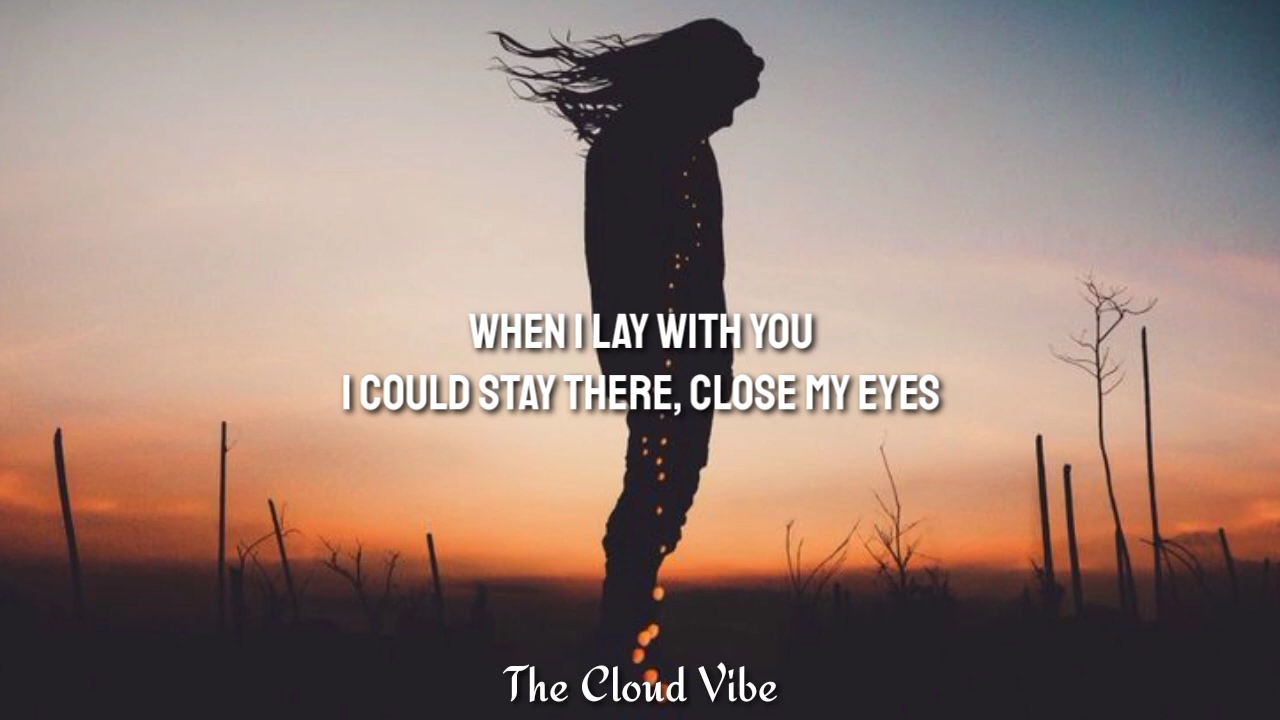 WHEN I LAY WITH YOU
I COULD STAY THERE, CLOSE MY EYES
The Cloud Vibe